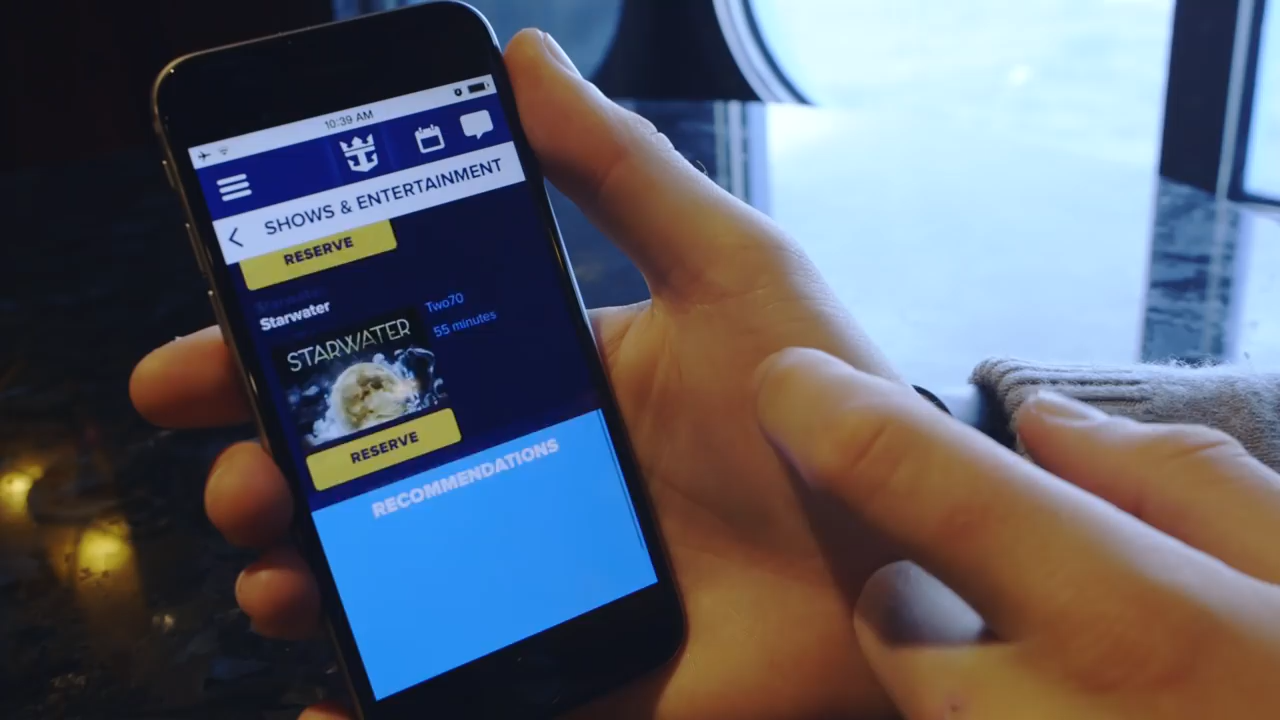 10:39 AM
SHOWS & ENTERTAINMENT
RESERVE
Starwater
Two70
55 minutes
STARWATER
RESERVE
RECOMMENDATIONS